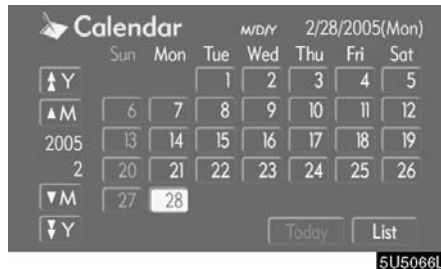 Calendar M/D/Y 2/28/2005(Mon)
Sun Mon Tue Wed Thu Fri Sat
Y 1 2 3 4 5
▲M 6 7 8 9 10 11 12
2005 13 14 15 16 17 18 19
2 20 21 22 23 24 25 26
▼M 27 28
Y Today List
5U5066L